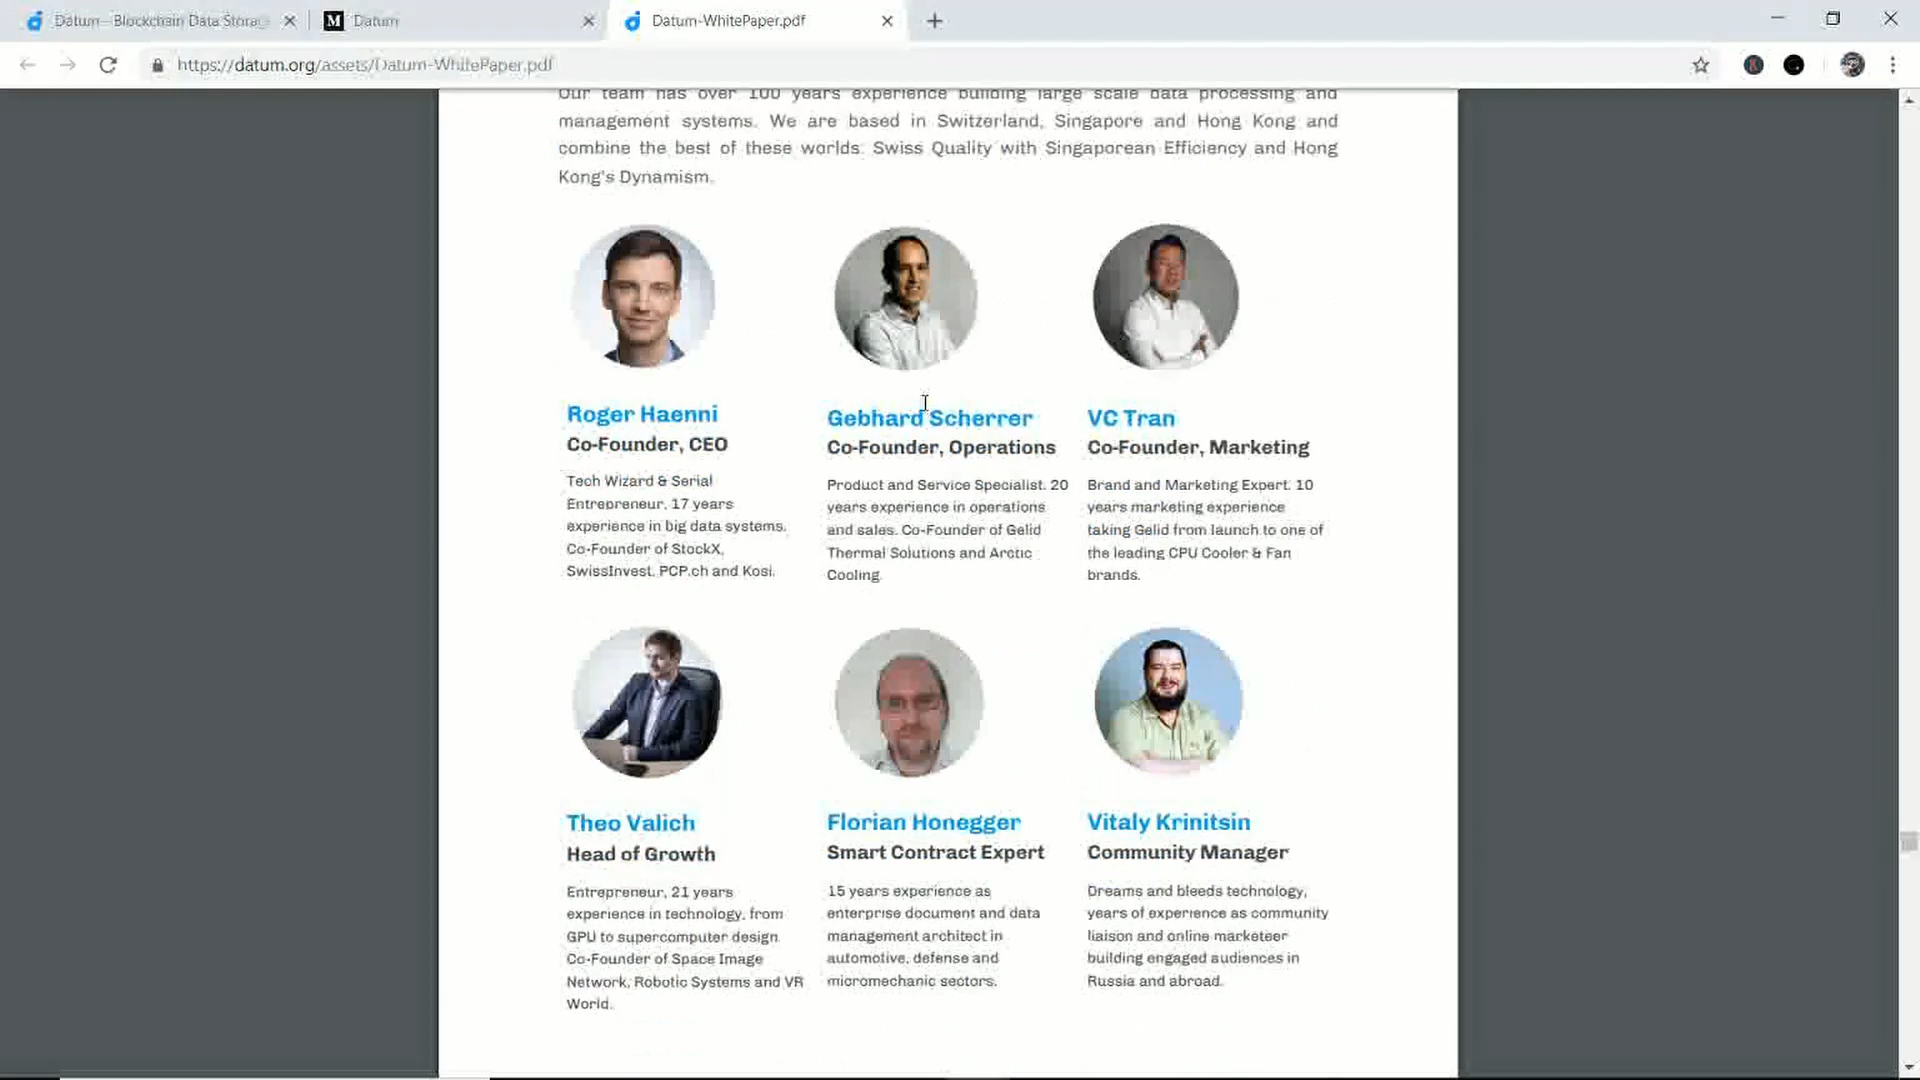 Datum - Blockchain Data Storag
Datum
Datum-WhitePaper.pdf
https://datum.org/assets/Datum-WhitePaper.pdf
Our team has over 100 years experience building large scale data processing and
management systems. We are based in Switzerland, Singapore and Hong Kong and
combine the best of these worlds: Swiss Quality with Singaporean Efficiency and Hong
Kong's Dynamism.
Roger Haenni
Co-Founder, CEO
Tech Wizard & Serial
Entrepreneur. 17 years
experience in big data systems.
Co-Founder of StockX,
SwissInvest, PCP.ch and Kosi.
Gebhard Scherrer
Co-Founder, Operations
Product and Service Specialist. 20
years experience in operations
and sales. Co-Founder of Gelid
Thermal Solutions and Arctic
Cooling.
VC Tran
Co-Founder, Marketing
Brand and Marketing Expert. 10
years marketing experience
taking Gelid from launch to one of
the leading CPU Cooler & Fan
brands.
Theo Valich
Head of Growth
Entrepreneur, 21 years
experience in technology, from
GPU to supercomputer design.
Co-Founder of Space Image
Network, Robotic Systems and VR
World.
Florian Honegger
Smart Contract Expert
15 years experience as
enterprise document and data
management architect in
automotive, defense and
micromechanic sectors.
Vitaly Krinitsin
Community Manager
Dreams and bleeds technology,
years of experience as community
liaison and online marketeer
building engaged audiences in
Russia and abroad.